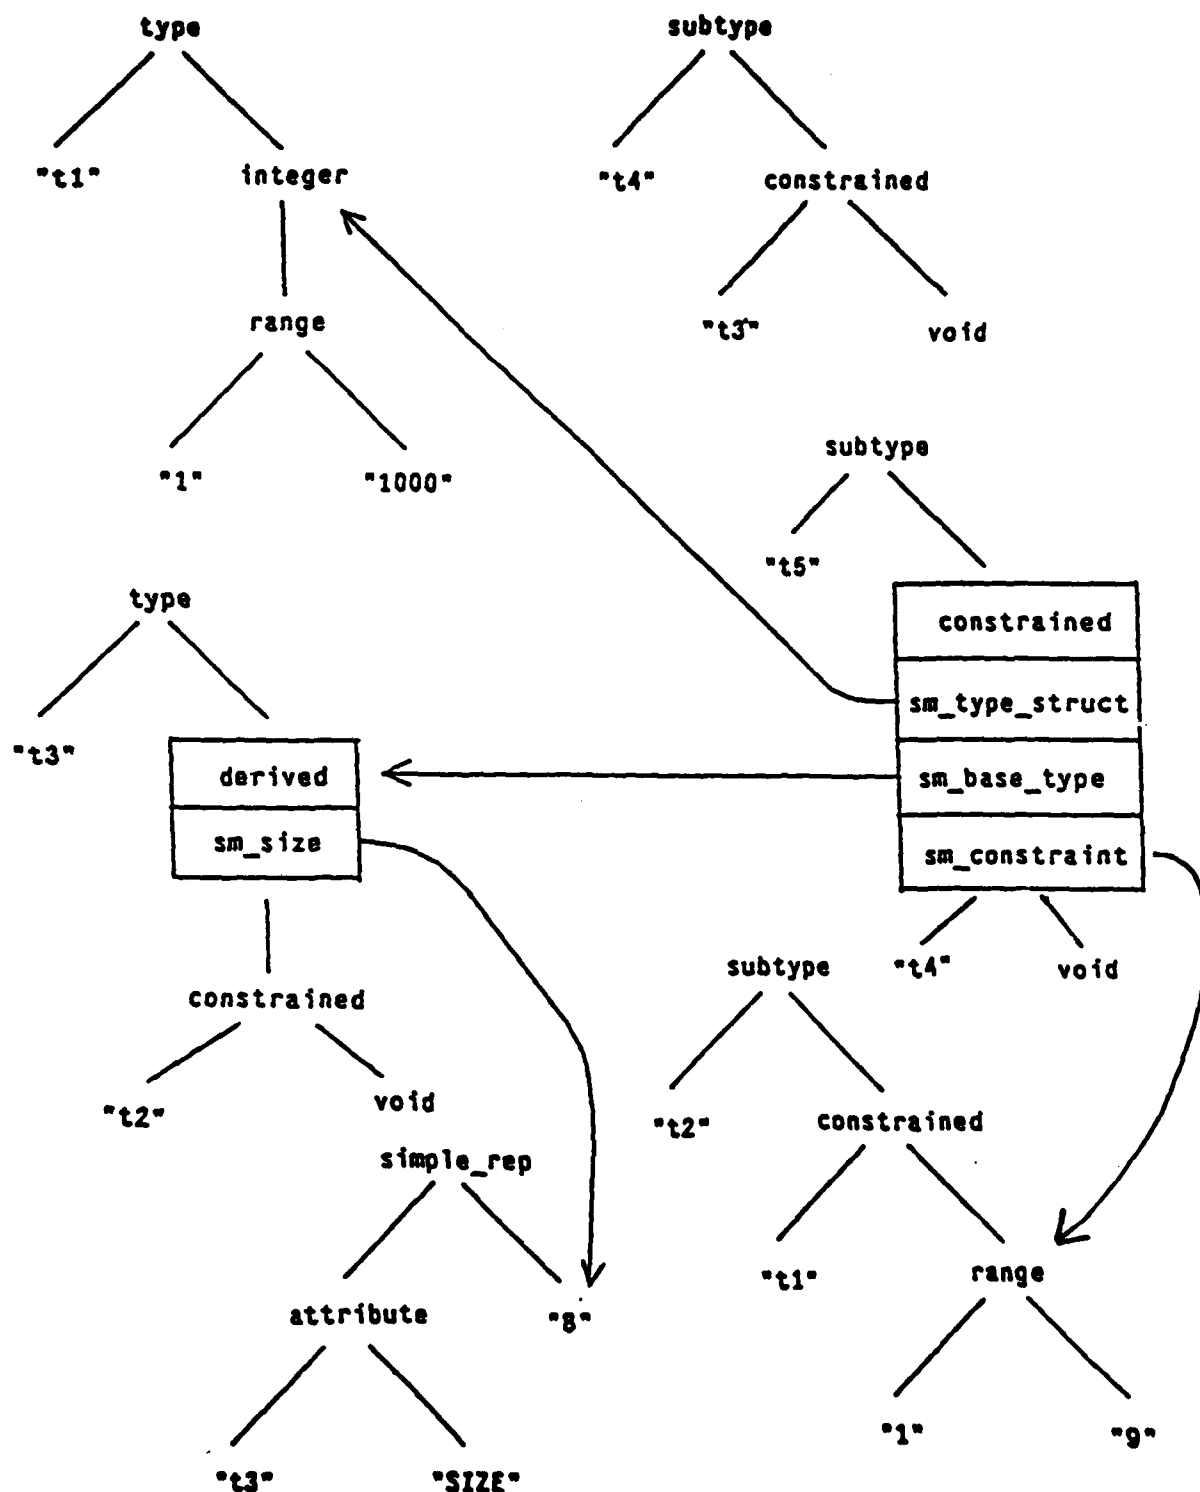 type
subtype
"t1"
integer
"t4"
constrained
range
"t3"
void
"1"
"1000"
subtype
"t5"
type
constrained
sm_type_struct
"t3"
derived
sm_base_type
sm_size
sm_constraint
"t4"
void
subtype
constrained
"t2"
void
"t2"
constrained
simple_rep
"t1"
range
attribute
"8"
"1"
"9"
"t3"
"SIZE"